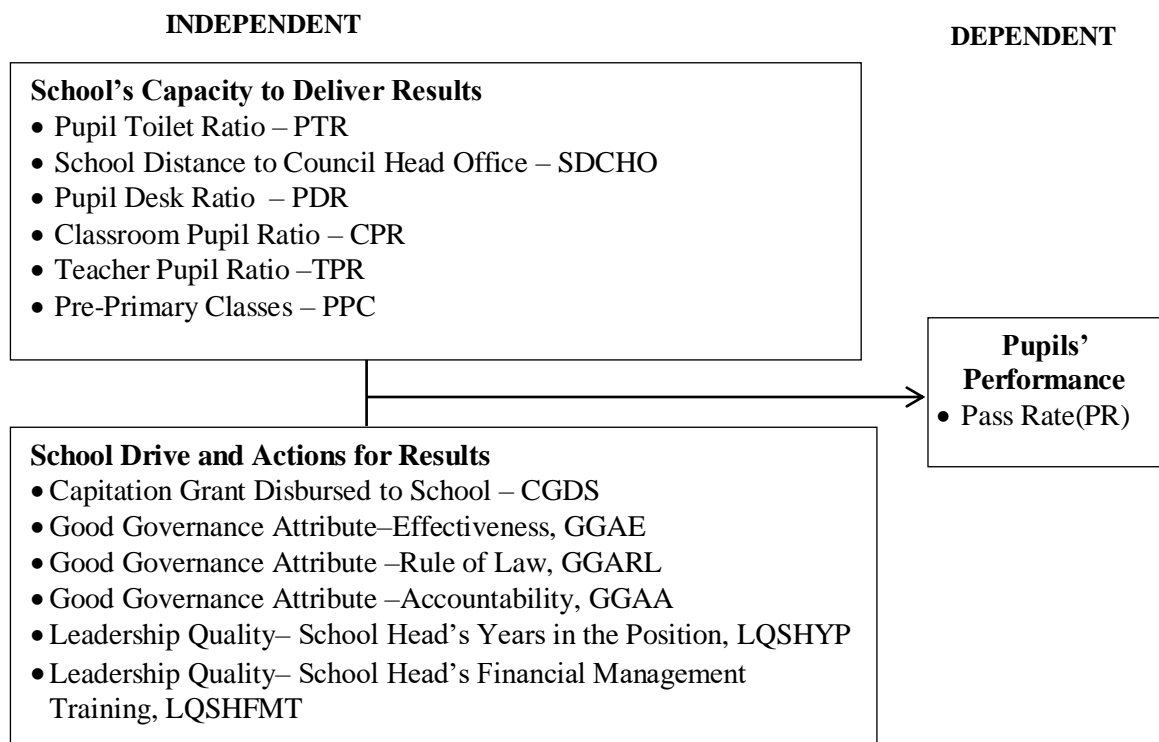 INDEPENDENT
DEPENDENT
School’s Capacity to Deliver Results
• Pupil Toilet Ratio – PTR
• School Distance to Council Head Office – SDCHO
• Pupil Desk Ratio – PDR
• Classroom Pupil Ratio – CPR
• Teacher Pupil Ratio –TPR
• Pre-Primary Classes – PPC
Pupils’
Performance
• Pass Rate(PR)
School Drive and Actions for Results
• Capitation Grant Disbursed to School – CGDS
• Good Governance Attribute–Effectiveness, GGAE
• Good Governance Attribute –Rule of Law, GGARL
• Good Governance Attribute –Accountability, GGAA
• Leadership Quality– School Head’s Years in the Position, LQSHYP
• Leadership Quality– School Head’s Financial Management
Training, LQSHFMT